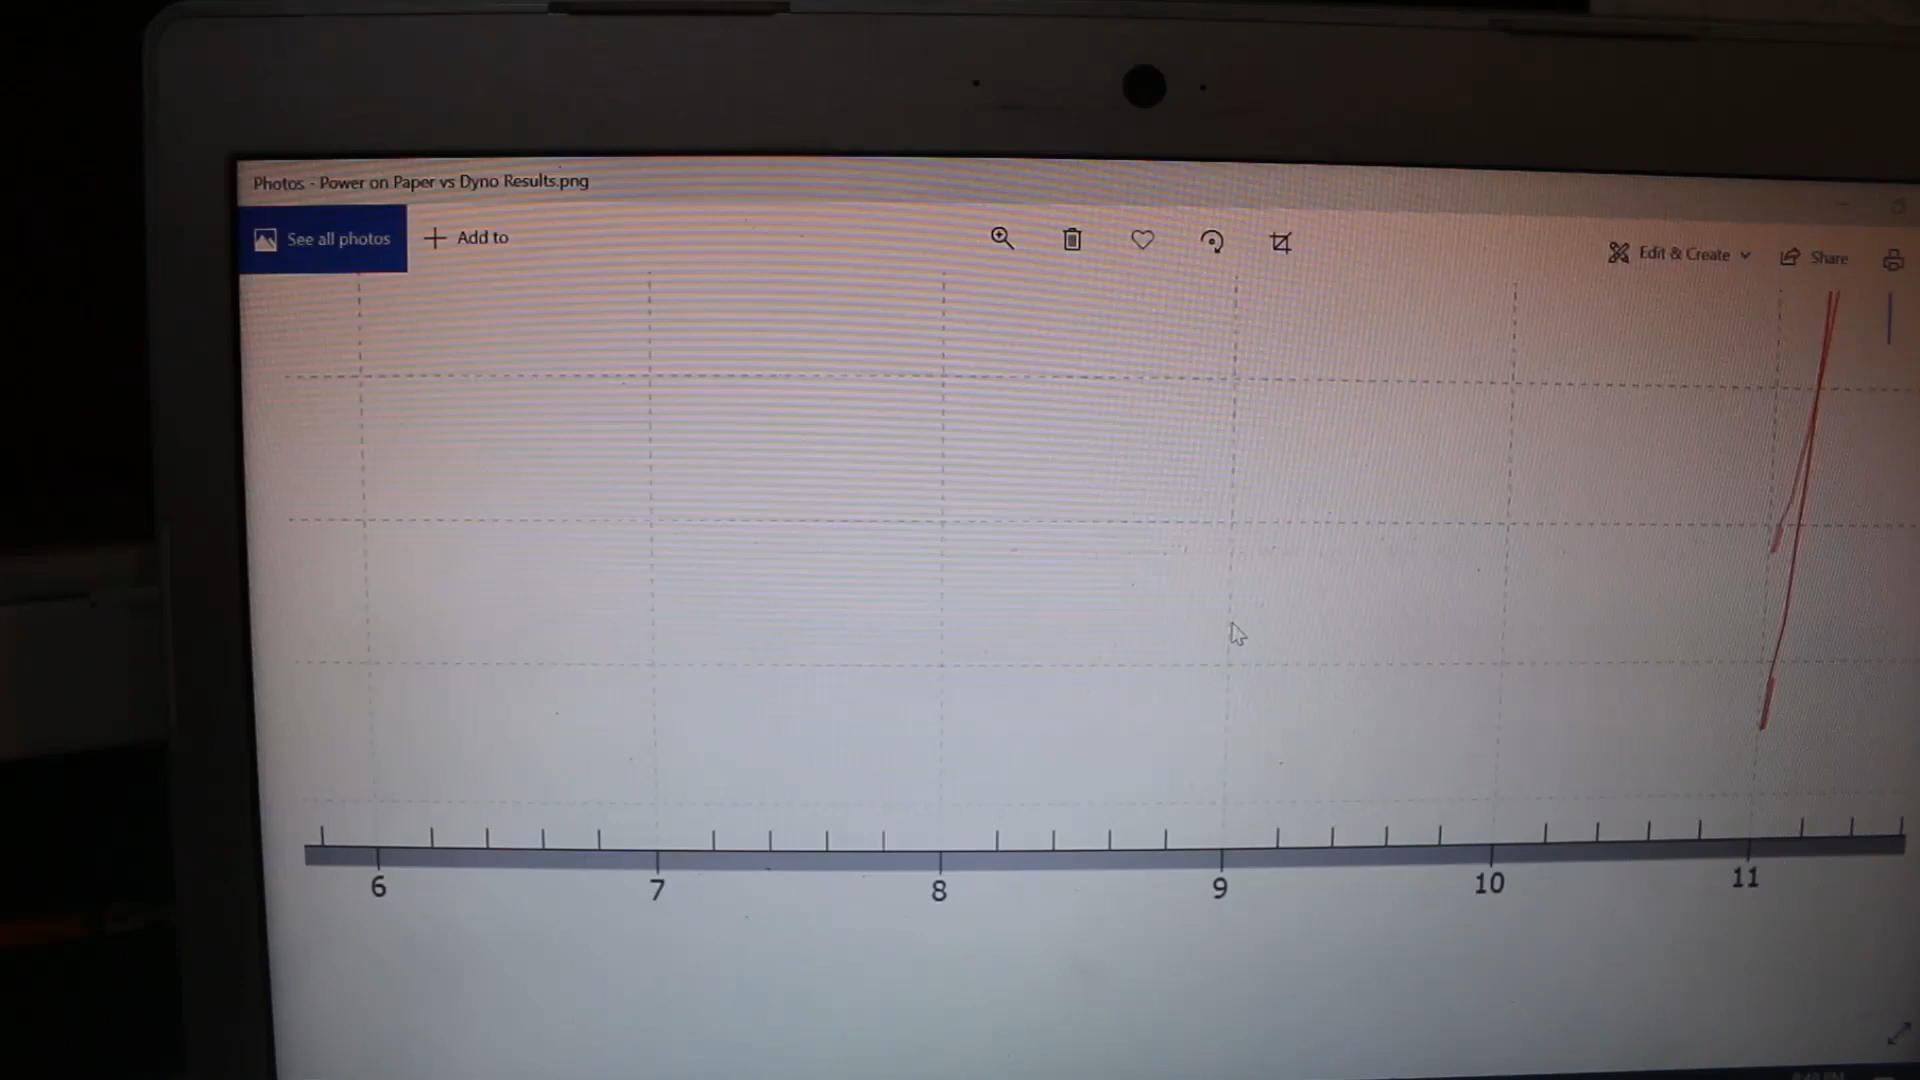 Photos - Power on Paper vs Dyno Results.png
See all photos
Add to
Edit & Create
Share
6
7
8
9
10
11